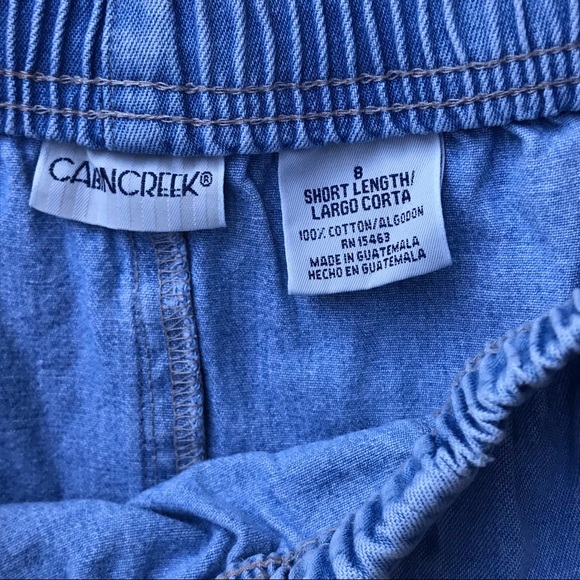 CABINCREEK®
8
SHORT LENGTH/
LARGO CORTA
100% COTTON/ALGODON
RN 15463
MADE IN GUATEMALA
HECHO EN GUATEMALA